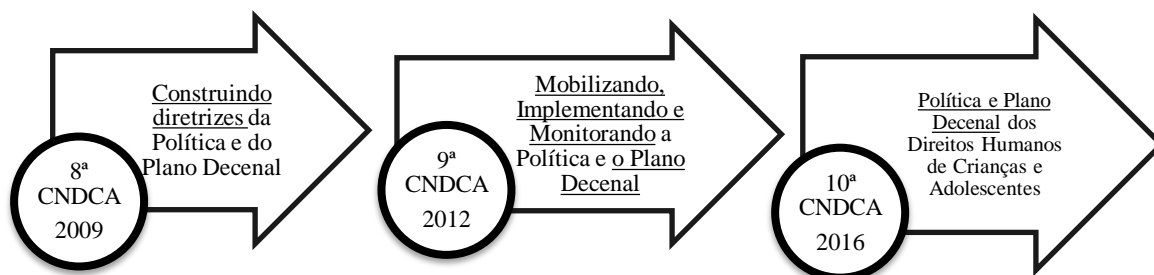 8ª
CNDCA
2009
Construindo
diretrizes da
Política e do
Plano Decenal
9ª
CNDCA
2012
Mobilizando,
Implementando e
Monitorando a
Política e o Plano
Decenal
10ª
CNDCA
2016
Política e Plano
Decenal dos
Direitos Humanos
de Crianças e
Adolescentes